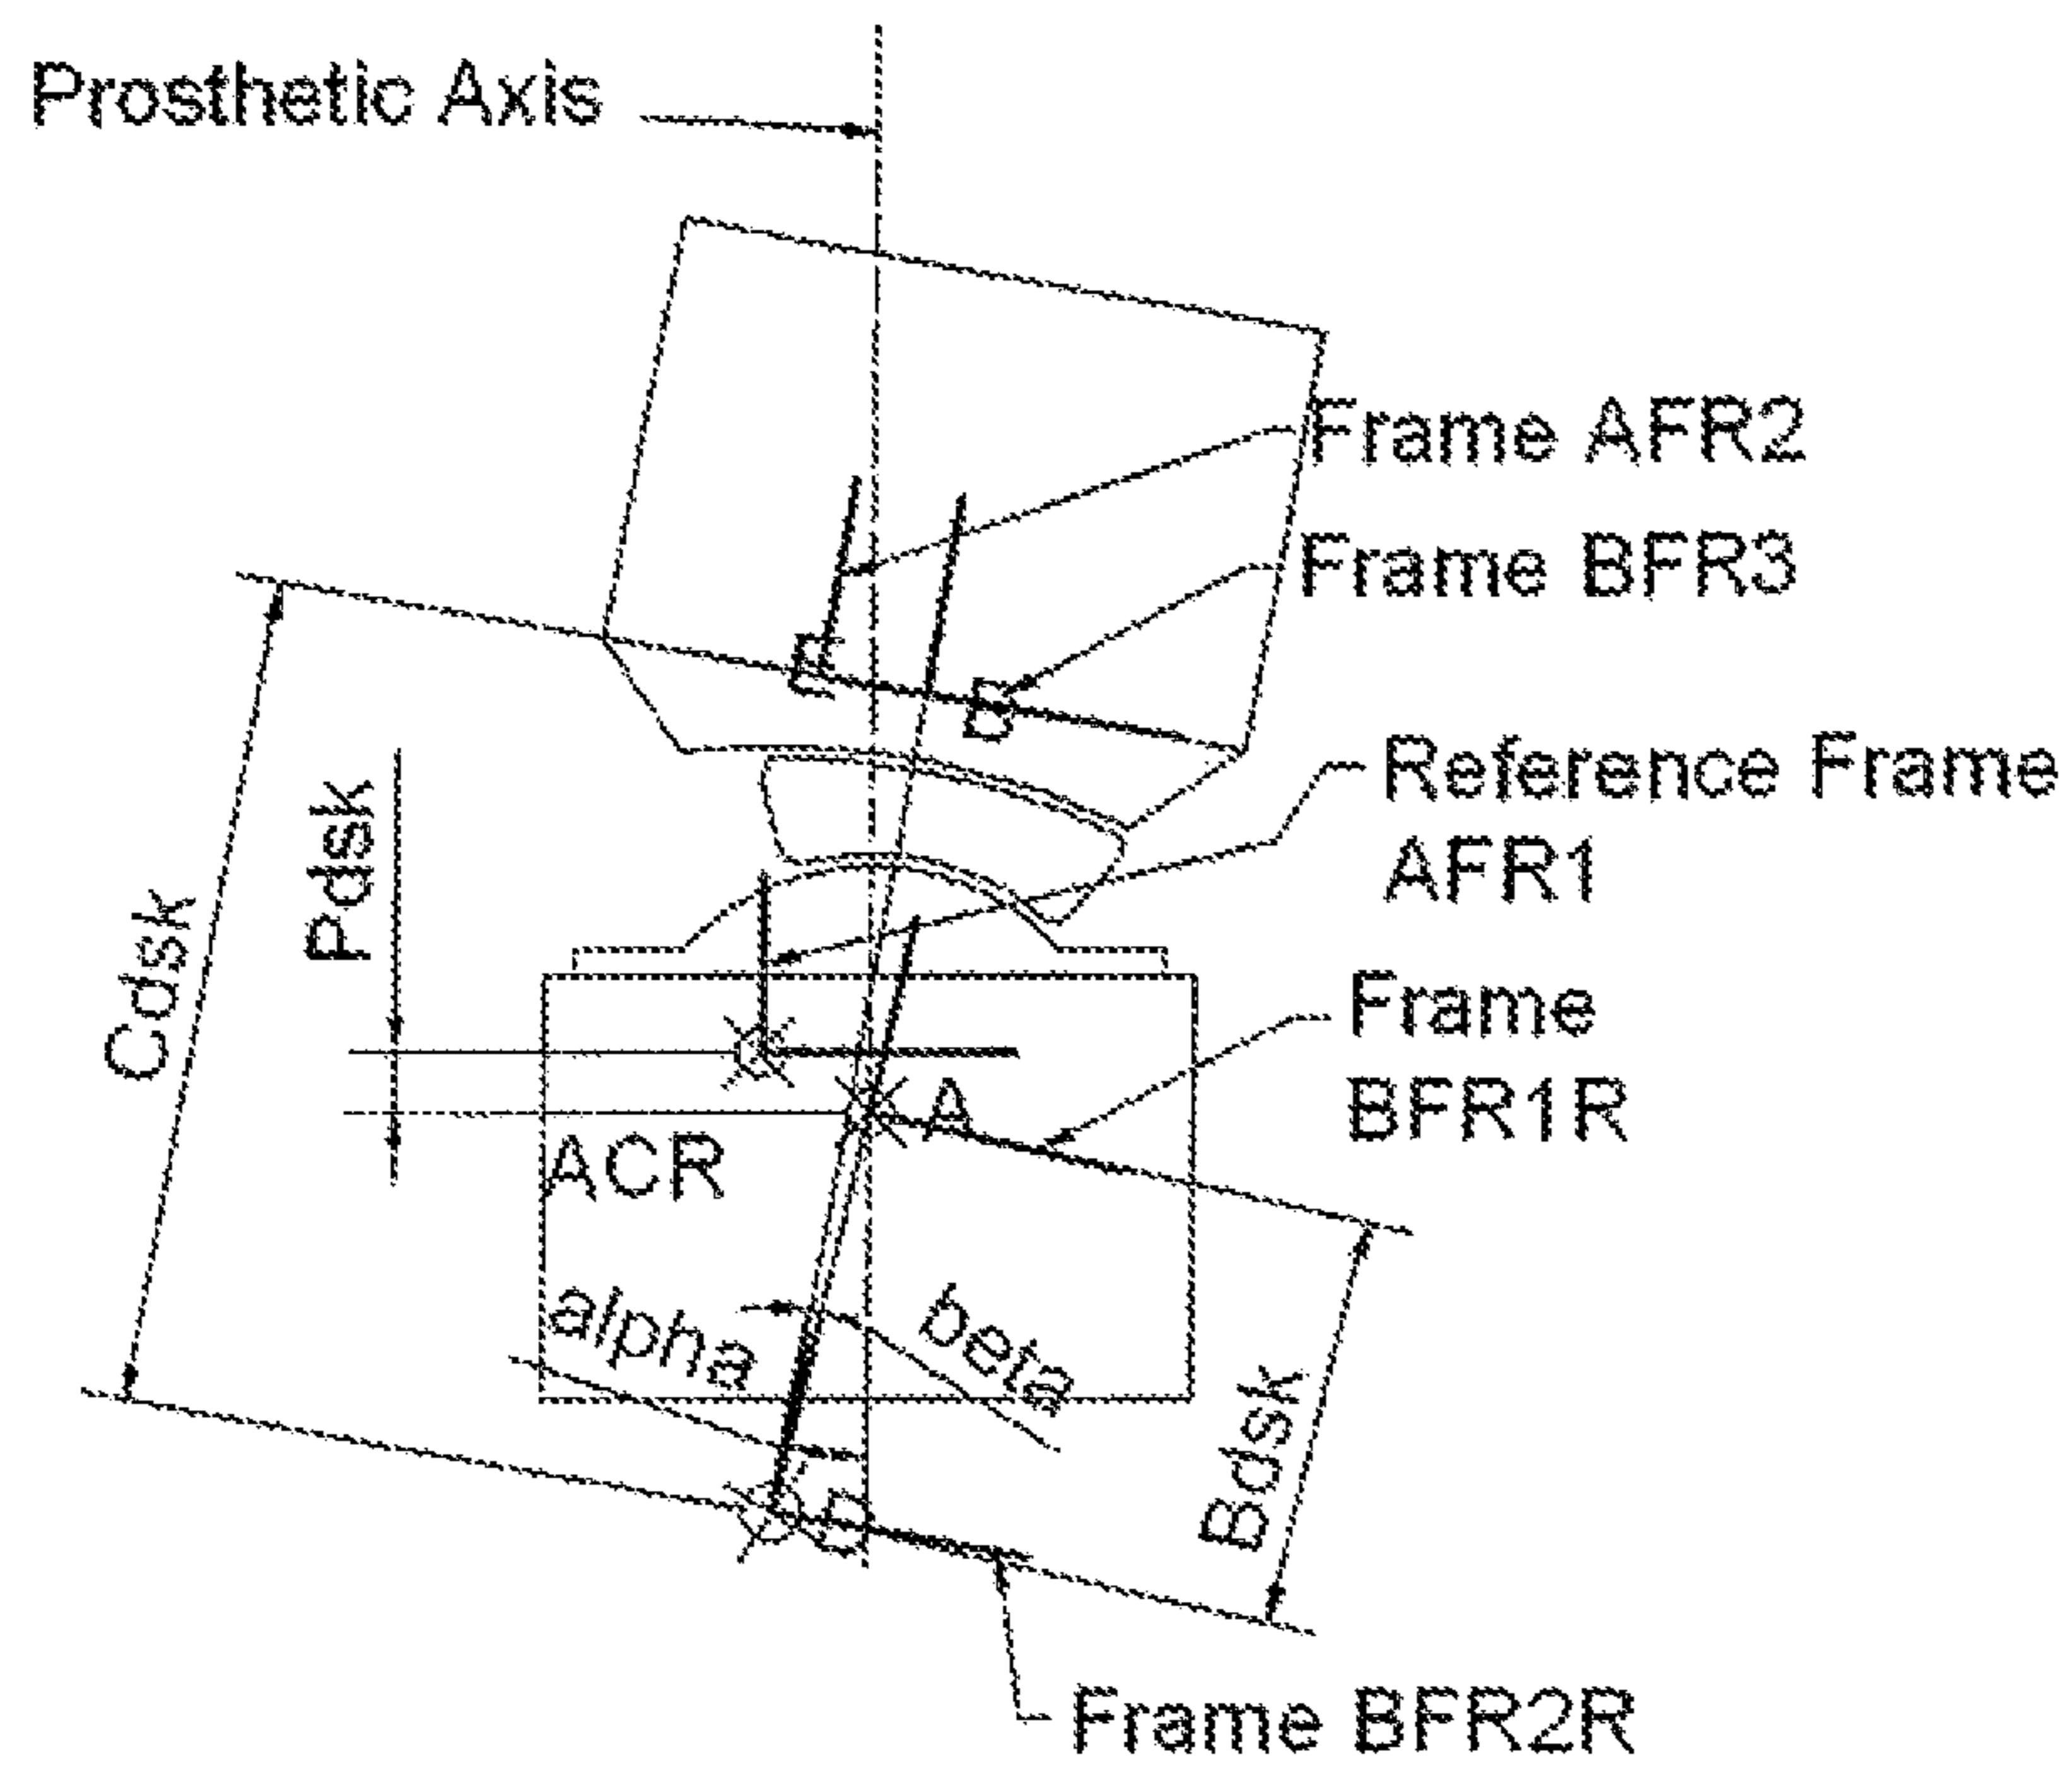 Prosthetic Axis
Frame AFR2
Frame BFR3
E
B
Reference Frame
AFR1
Pdsk
Cdsk
Frame
BFR1R
A
ACR
alpha
beta
Bdsk
Frame BFR2R